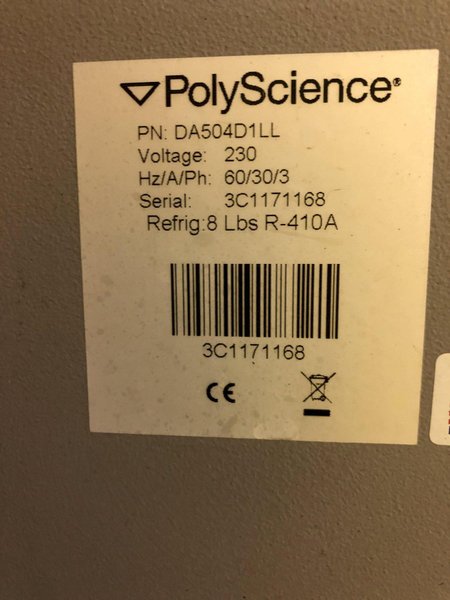 PolyScience®
PN: DA504D1LL
Voltage: 230
Hz/A/Ph: 60/30/3
Serial: 3C1171168
Refrig:8 Lbs R-410A
3C1171168
CE